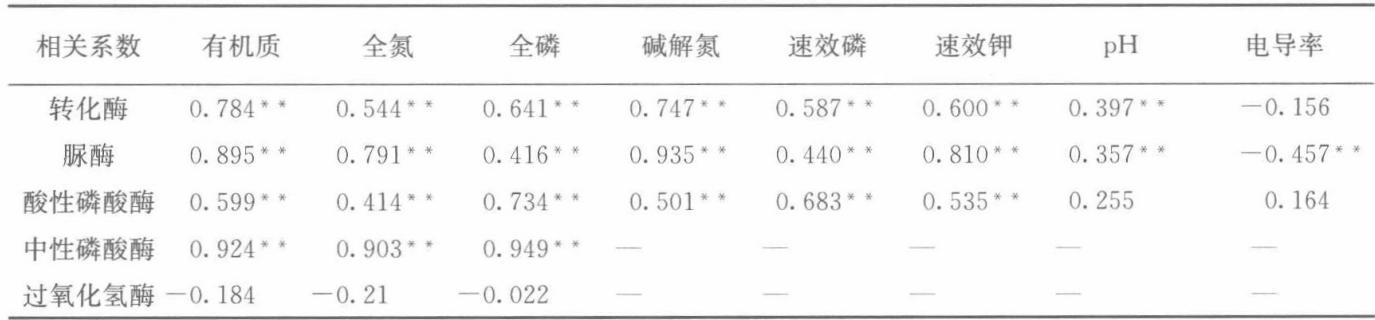 相关系数 有机质 全氮 全磷 碱解氮 速效磷 速效钾 pH 电导率
转化酶 0.784** 0.544** 0.641** 0.747** 0.587** 0.600** 0.397** －0.156
脲酶 0.895** 0.791** 0.416** 0.935** 0.440** 0.810** 0.357** －0.457**
酸性磷酸酶 0.599** 0.414** 0.734** 0.501** 0.683** 0.535** 0.255 0.164
中性磷酸酶 0.924** 0.903** 0.949** — — — — —
过氧化氢酶 －0.184 －0.21 －0.022 — — — — —